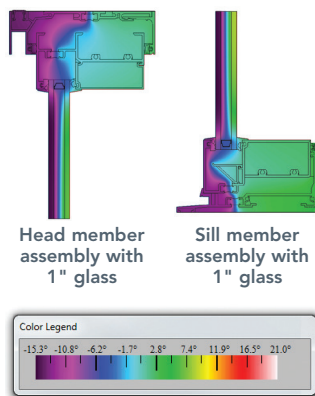 Head member
assembly with
1" glass
Sill member
assembly with
1" glass
Color Legend
-15.3° -10.8° -6.2° -1.7° 2.8° 7.4° 11.9° 16.5° 21.0°